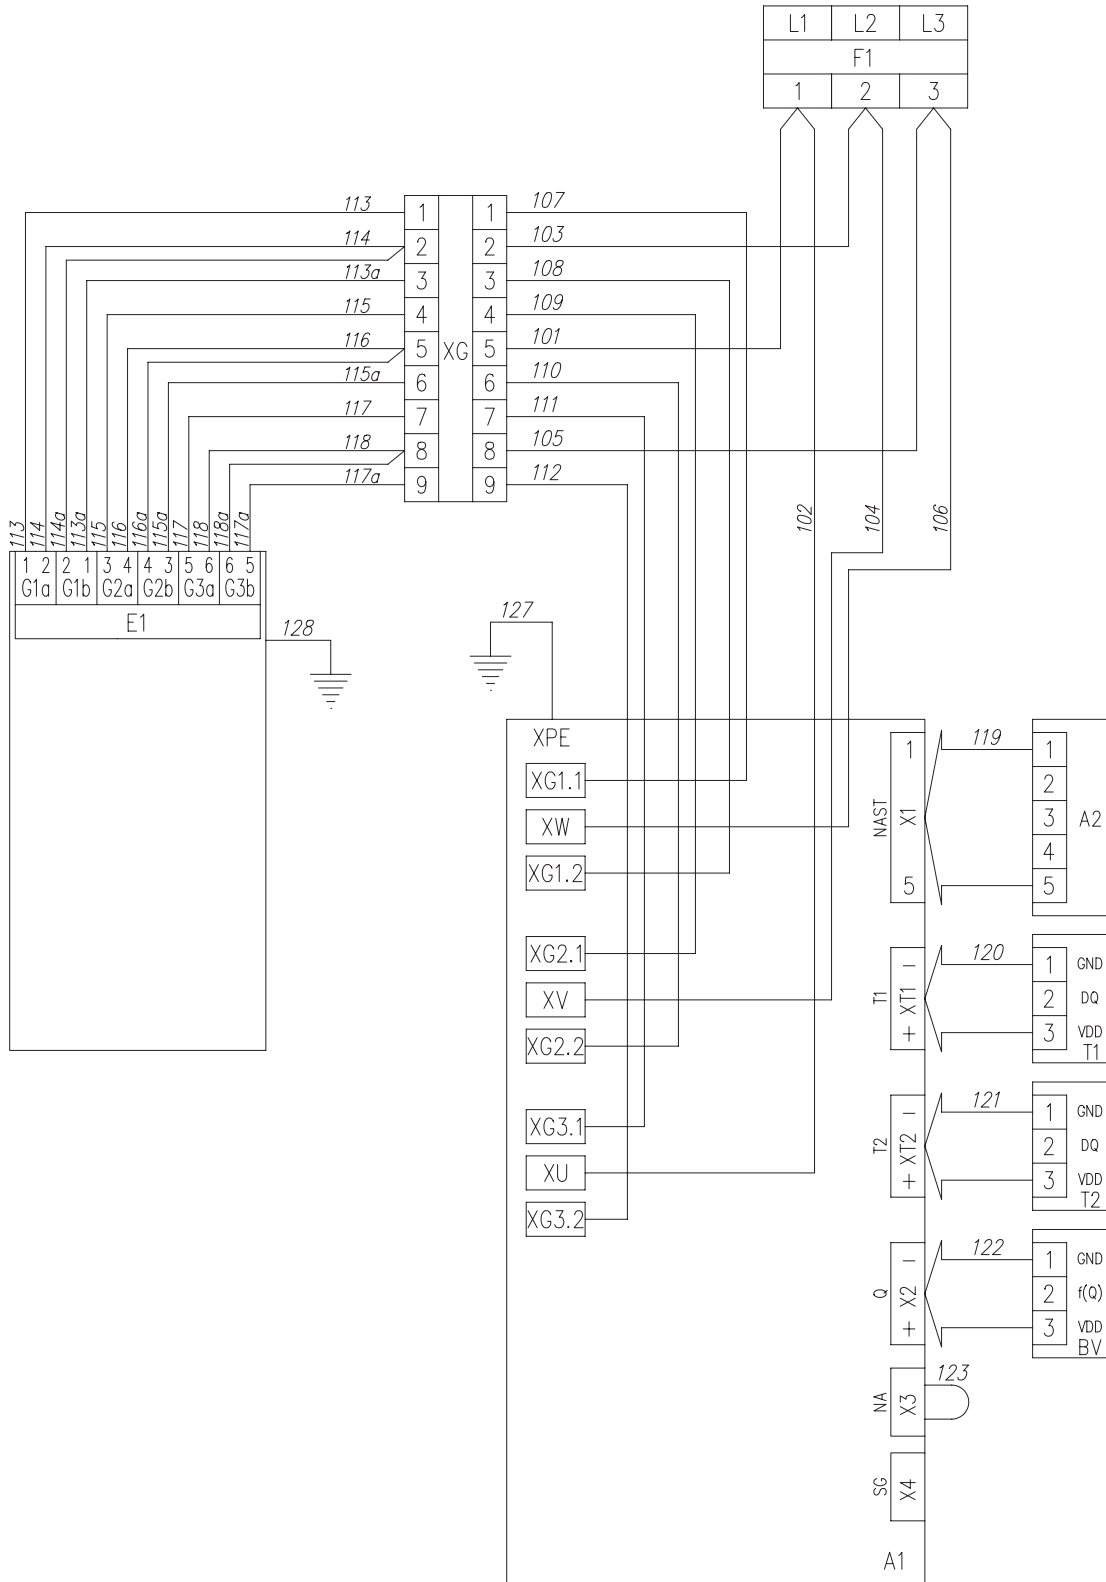 L1 L2 L3
F1
1 2 3
113 1 1 107
114 2 2 103
113a 3 3 108
115 4 4 109
116 5 XG 5 101
115a 6 6 110
117 7 7 111
118 8 8 105
117a 9 9 112
113 114 114a 113a 115 116 116a 115a 117 118 118a 117a
102 104 106
1 2 2 1 3 4 4 3 5 6 6 5
G1a G1b G2a G2b G3a G3b
E1
128
127
XPE
XG1.1
XW
XG1.2
XG2.1
XV
XG2.2
XG3.1
XU
XG3.2
NAST
1 X1 5
119
1
2
3
4
5
A2
T1
+ XT1 -
120
1 GND
2 DQ
3 VDD
T1
T2
+ XT2 -
121
1 GND
2 DQ
3 VDD
T2
Q
+ X2 -
122
1 GND
2 f(Q)
3 VDD
BV
NA X3
123
SG X4
A1